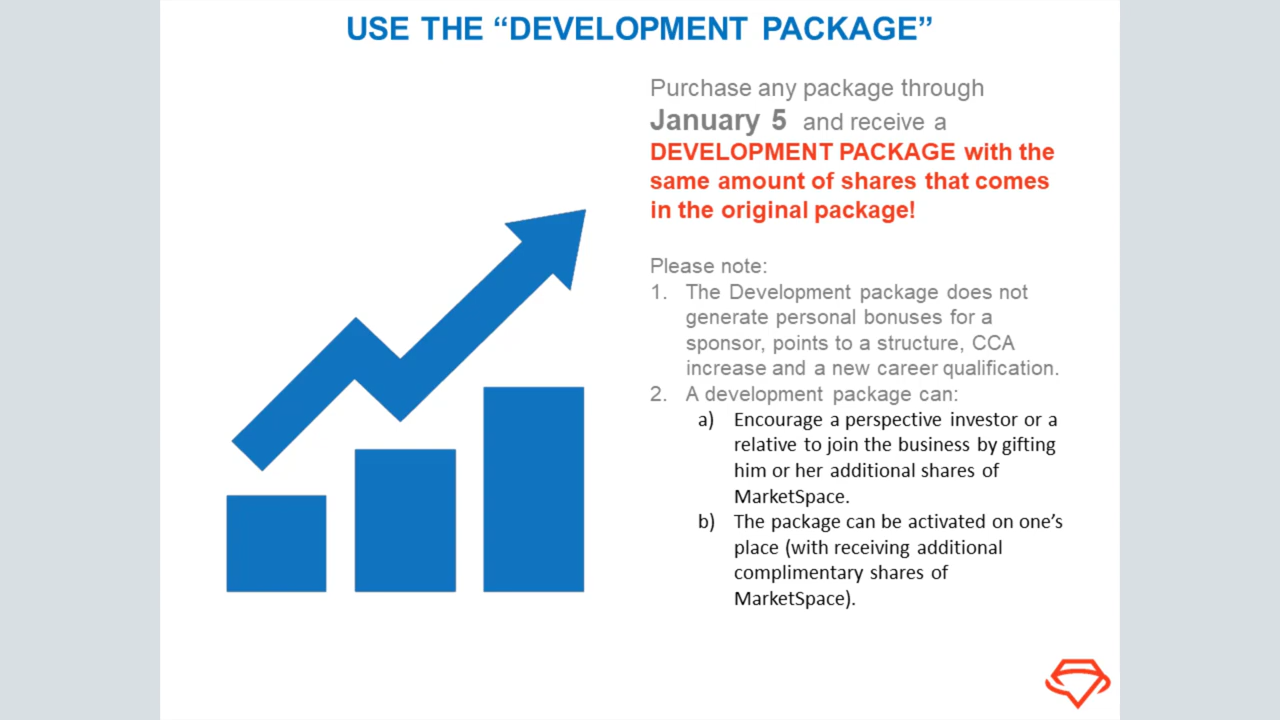 USE THE “DEVELOPMENT PACKAGE”
Purchase any package through
January 5 and receive a
DEVELOPMENT PACKAGE with the
same amount of shares that comes
in the original package!
Please note:
1. The Development package does not
generate personal bonuses for a
sponsor, points to a structure, CCA
increase and a new career qualification.
2. A development package can:
a) Encourage a perspective investor or a
relative to join the business by gifting
him or her additional shares of
MarketSpace.
b) The package can be activated on one’s
place (with receiving additional
complimentary shares of
MarketSpace).